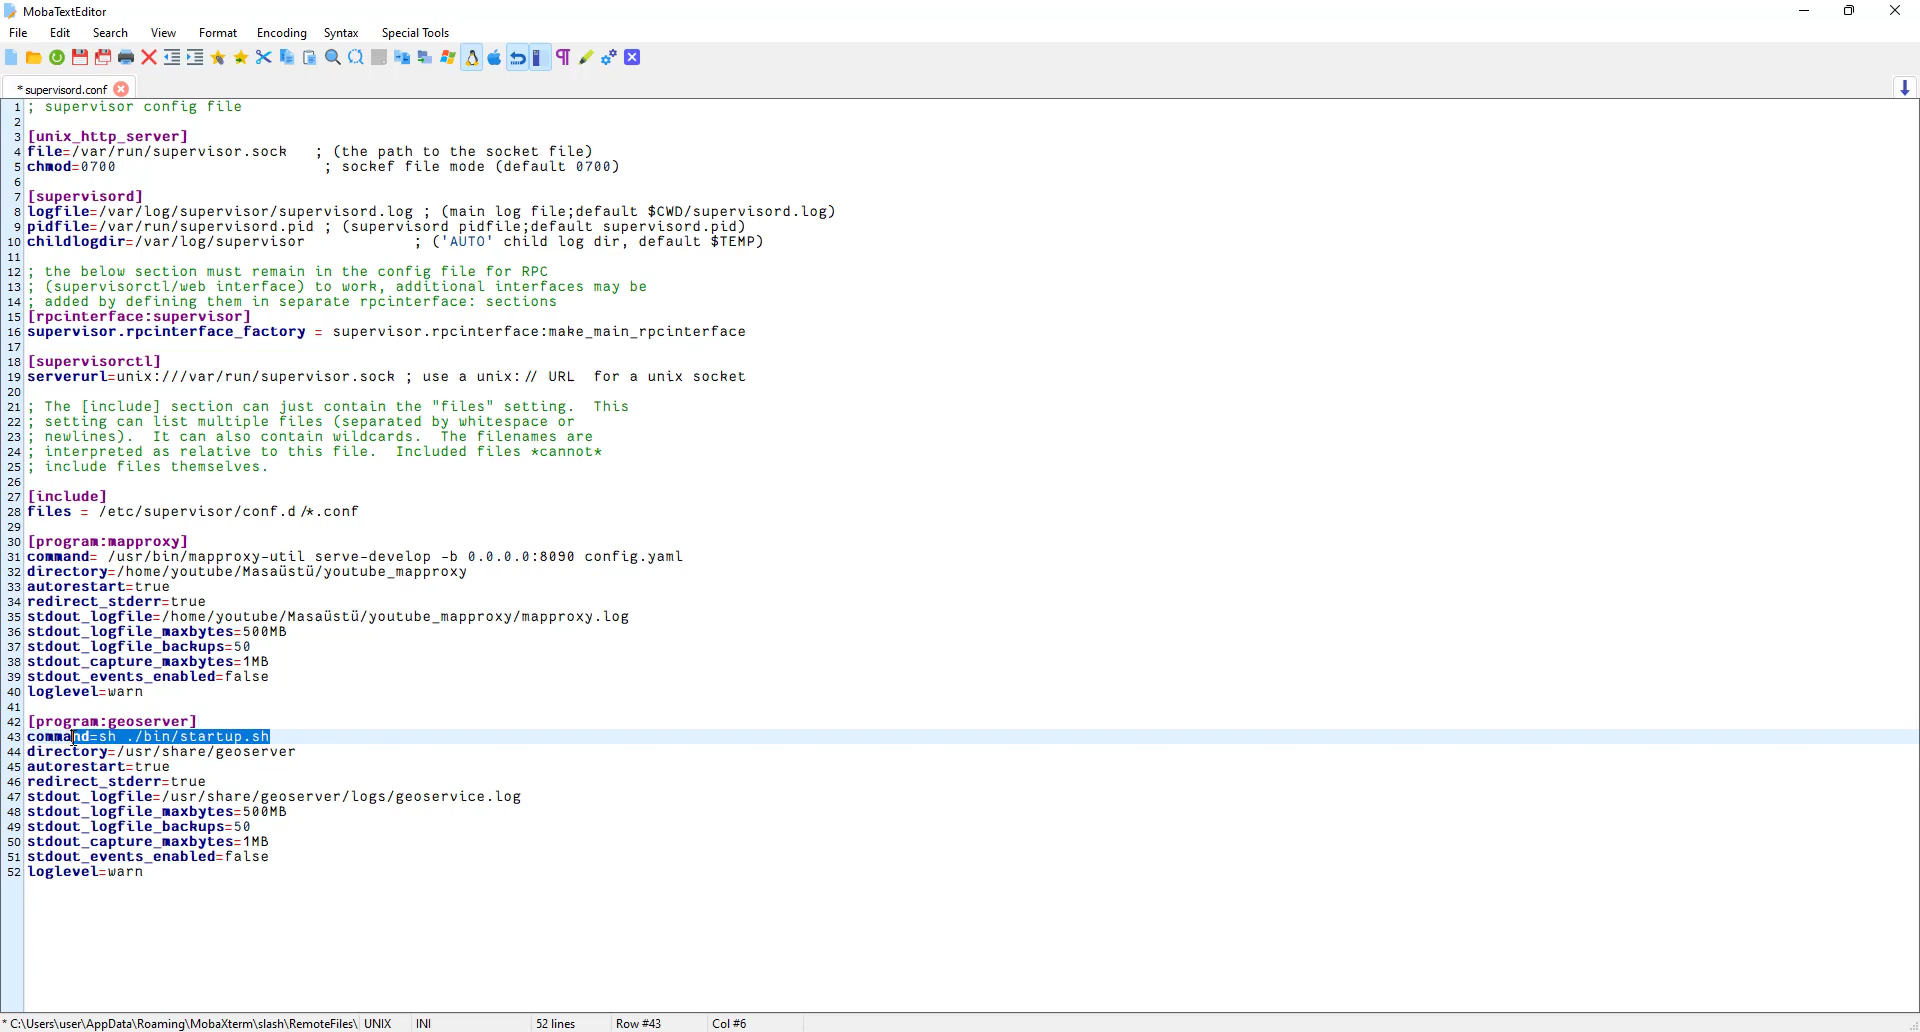 MobaTextEditor
File Edit Search View Format Encoding Syntax Special Tools
* supervisord.conf
1 ; supervisor config file
2
3 [unix_http_server]
4 file=/var/run/supervisor.sock ; (the path to the socket file)
5 chmod=0700 ; sockef file mode (default 0700)
6
7 [supervisord]
8 logfile=/var/log/supervisor/supervisord.log ; (main log file;default $CWD/supervisord.log)
9 pidfile=/var/run/supervisord.pid ; (supervisord pidfile;default supervisord.pid)
10 childlogdir=/var/log/supervisor ; ('AUTO' child log dir, default $TEMP)
11
12 ; the below section must remain in the config file for RPC
13 ; (supervisorctl/web interface) to work, additional interfaces may be
14 ; added by defining them in separate rpcinterface: sections
15 [rpcinterface:supervisor]
16 supervisor.rpcinterface_factory = supervisor.rpcinterface:make_main_rpcinterface
17
18 [supervisorctl]
19 serverurl=unix:///var/run/supervisor.sock ; use a unix:// URL for a unix socket
20
21 ; The [include] section can just contain the "files" setting. This
22 ; setting can list multiple files (separated by whitespace or
23 ; newlines). It can also contain wildcards. The filenames are
24 ; interpreted as relative to this file. Included files *cannot*
25 ; include files themselves.
26
27 [include]
28 files = /etc/supervisor/conf.d/*.conf
29
30 [program:mapproxy]
31 command= /usr/bin/mapproxy-util serve-develop -b 0.0.0.0:8090 config.yaml
32 directory=/home/youtube/Masaüstü/youtube_mapproxy
33 autorestart=true
34 redirect_stderr=true
35 stdout_logfile=/home/youtube/Masaüstü/youtube_mapproxy/mapproxy.log
36 stdout_logfile_maxbytes=500MB
37 stdout_logfile_backups=50
38 stdout_capture_maxbytes=1MB
39 stdout_events_enabled=false
40 loglevel=warn
41
42 [program:geoserver]
43 command=sh ./bin/startup.sh
44 directory=/usr/share/geoserver
45 autorestart=true
46 redirect_stderr=true
47 stdout_logfile=/usr/share/geoserver/logs/geoservice.log
48 stdout_logfile_maxbytes=500MB
49 stdout_logfile_backups=50
50 stdout_capture_maxbytes=1MB
51 stdout_events_enabled=false
52 loglevel=warn
* C:\Users\user\AppData\Roaming\MobaXterm\slash\RemoteFiles\ UNIX INI 52 lines Row #43 Col #6